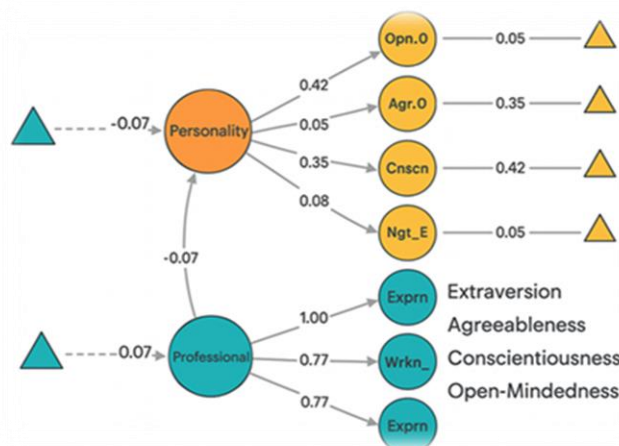 Opn.0
0.05
0.42
-0.07
Personality
0.05
Agr.0
0.35
0.35
Cnscn
0.42
0.08
Ngt_E
0.05
-0.07
Exprn
Extraversion
1.00
Agreeableness
0.07
Professional
0.77
Wrkn_
Conscientiousness
0.77
Open-Mindedness
Exprn